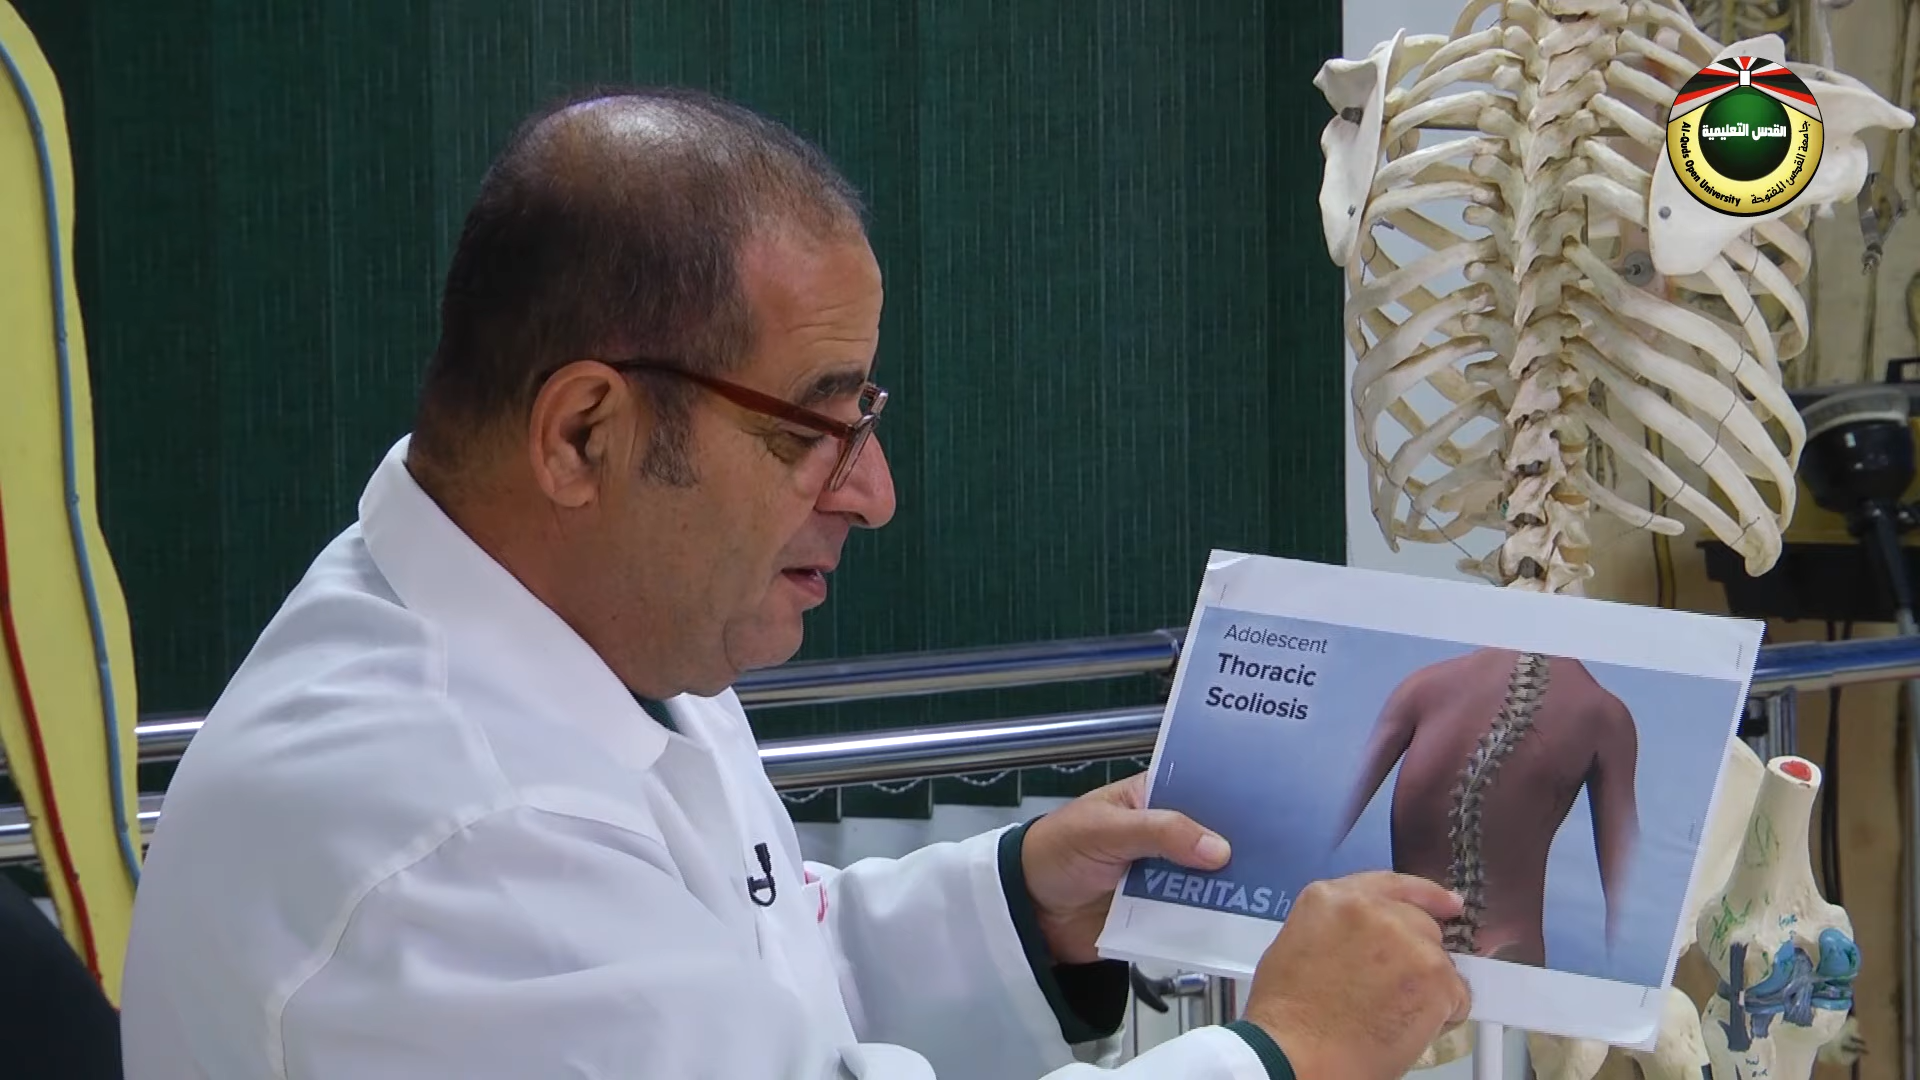 القدس التعليمية
جامعة القدس المفتوحة
Al-Quds Open University
Adolescent
Thoracic
Scoliosis
VERITAS